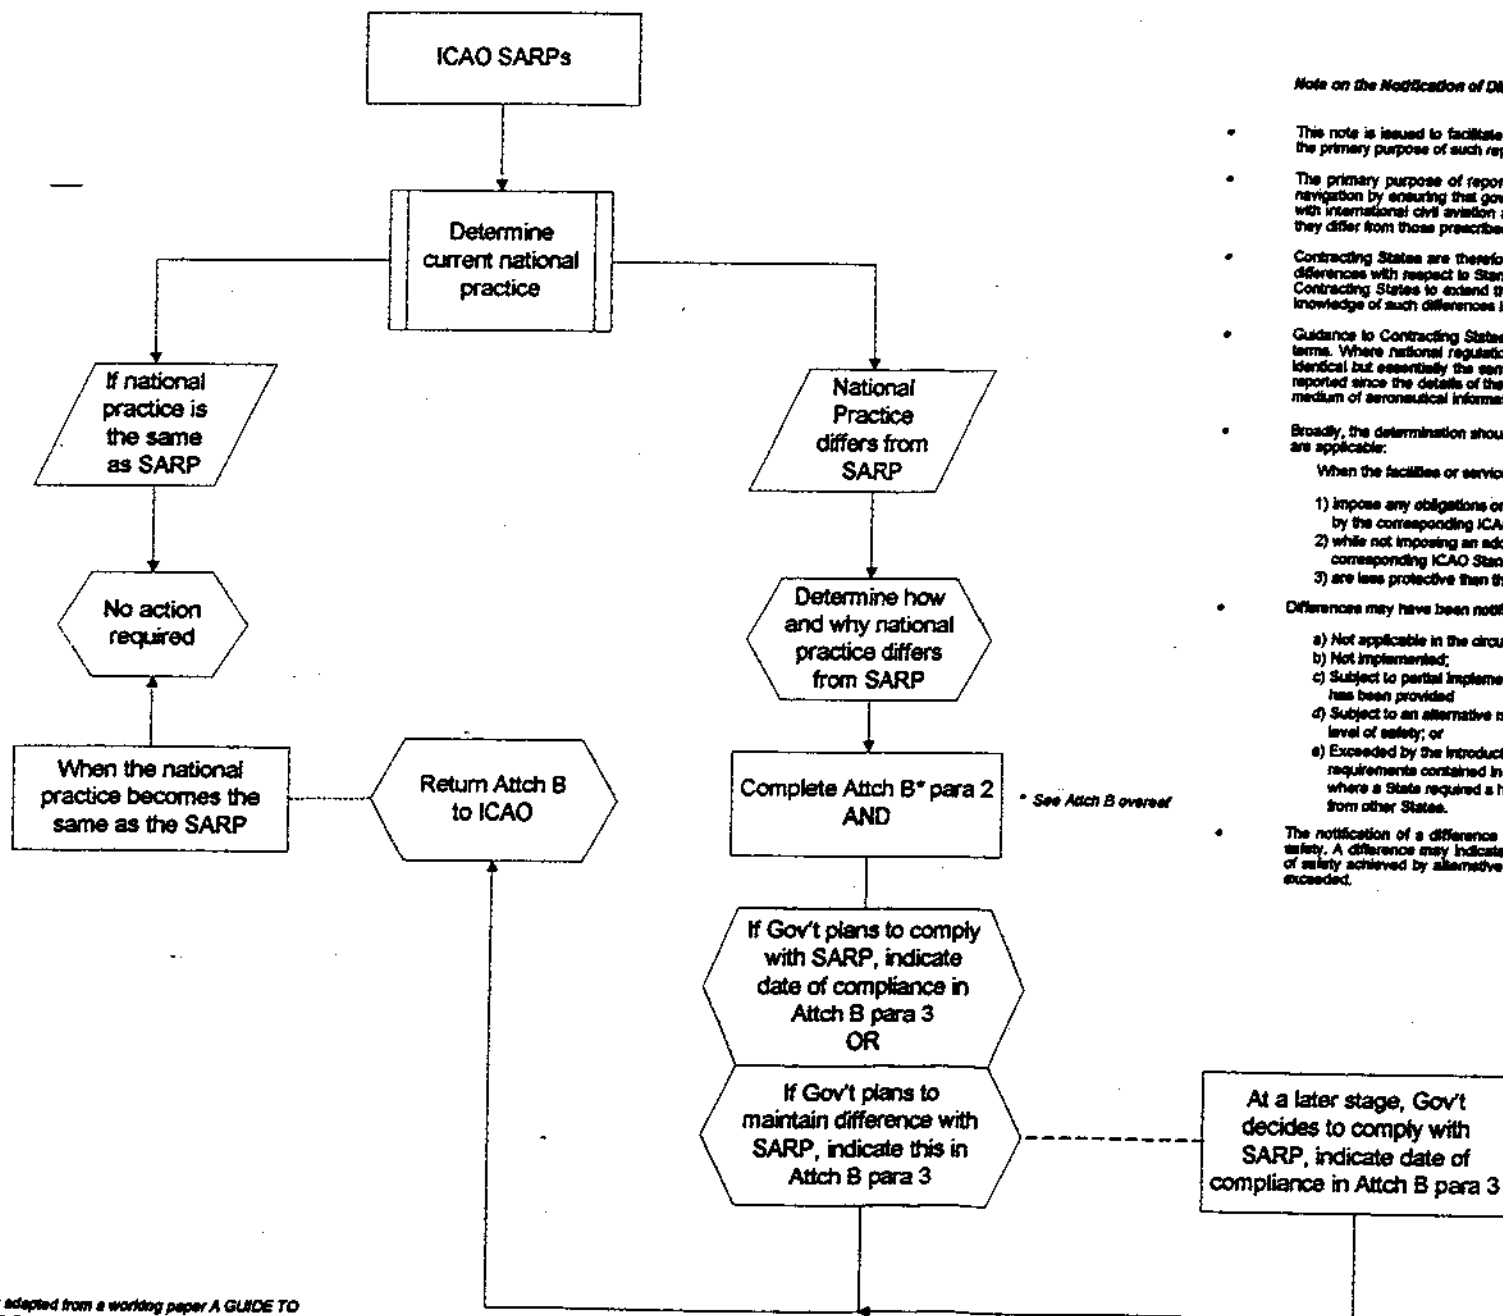 ICAO SARPs
Determine
current national
practice
If national
practice is
the same
as SARP
No action
required
When the national
practice becomes the
same as the SARP
Return Attch B
to ICAO
National
Practice
differs from
SARP
Determine how
and why national
practice differs
from SARP
Complete Attch B* para 2
AND
* See Attch B overeaf
If Gov't plans to comply
with SARP, indicate
date of compliance in
Attch B para 3
OR
If Gov't plans to
maintain difference with
SARP, indicate this in
Attch B para 3
At a later stage, Gov't
decides to comply with
SARP, indicate date of
compliance in Attch B para 3
adapted from a working paper A GUIDE TO
Note on the Notification of
• This note is issued to facilitate
the primary purpose of such
• The primary purpose of
navigation by ensuring that
with international civil aviation
they differ from those prescribed
• Contracting States are
differences with respect to
Contracting States to extend
knowledge of such differences
• Guidance to Contracting States
terms. Where national
identical but essentially the
reported since the details of the
medium of aeronautical
• Broadly, the determination
are applicable:
When the facilities or
1) impose any obligations
by the corresponding
2) while not imposing an
corresponding ICAO
3) are less protective than
• Differences may have been
a) Not applicable in the
b) Not implemented;
c) Subject to partial
has been provided
d) Subject to an alternative
level of safety; or
e) Exceeded by the
requirements contained in
where a State required a
from other States.
• The notification of a difference
safety. A difference may indicate
of safety achieved by alternative
exceeded.